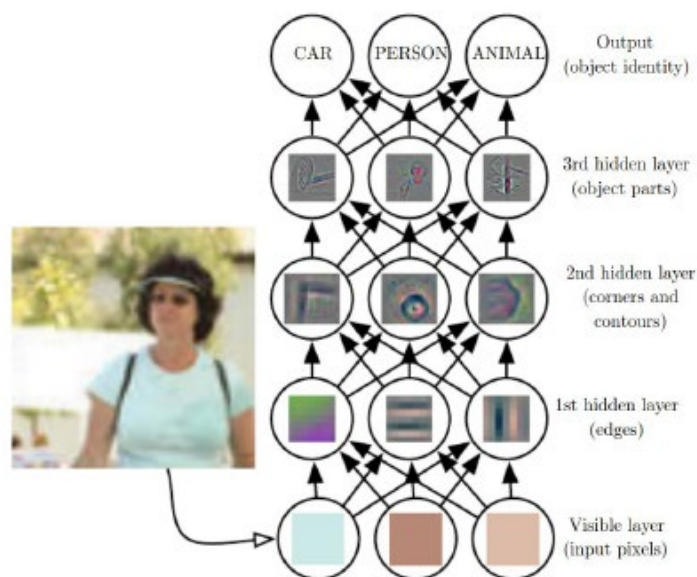 CAR PERSON ANIMAL
Output
(object identity)
3rd hidden layer
(object parts)
2nd hidden layer
(corners and
contours)
1st hidden layer
(edges)
Visible layer
(input pixels)